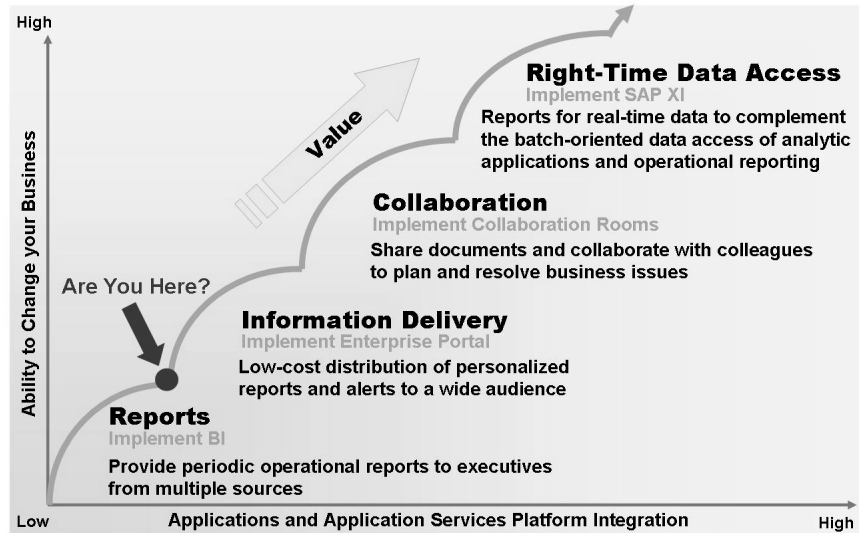 High
Right-Time Data Access
Implement SAP XI
Reports for real-time data to complement
the batch-oriented data access of analytic
applications and operational reporting
Value
Collaboration
Implement Collaboration Rooms
Share documents and collaborate with colleagues
to plan and resolve business issues
Are You Here?
Information Delivery
Implement Enterprise Portal
Low-cost distribution of personalized
reports and alerts to a wide audience
Reports
Implement BI
Provide periodic operational reports to executives
from multiple sources
Ability to Change your Business
Low
Applications and Application Services Platform Integration
High